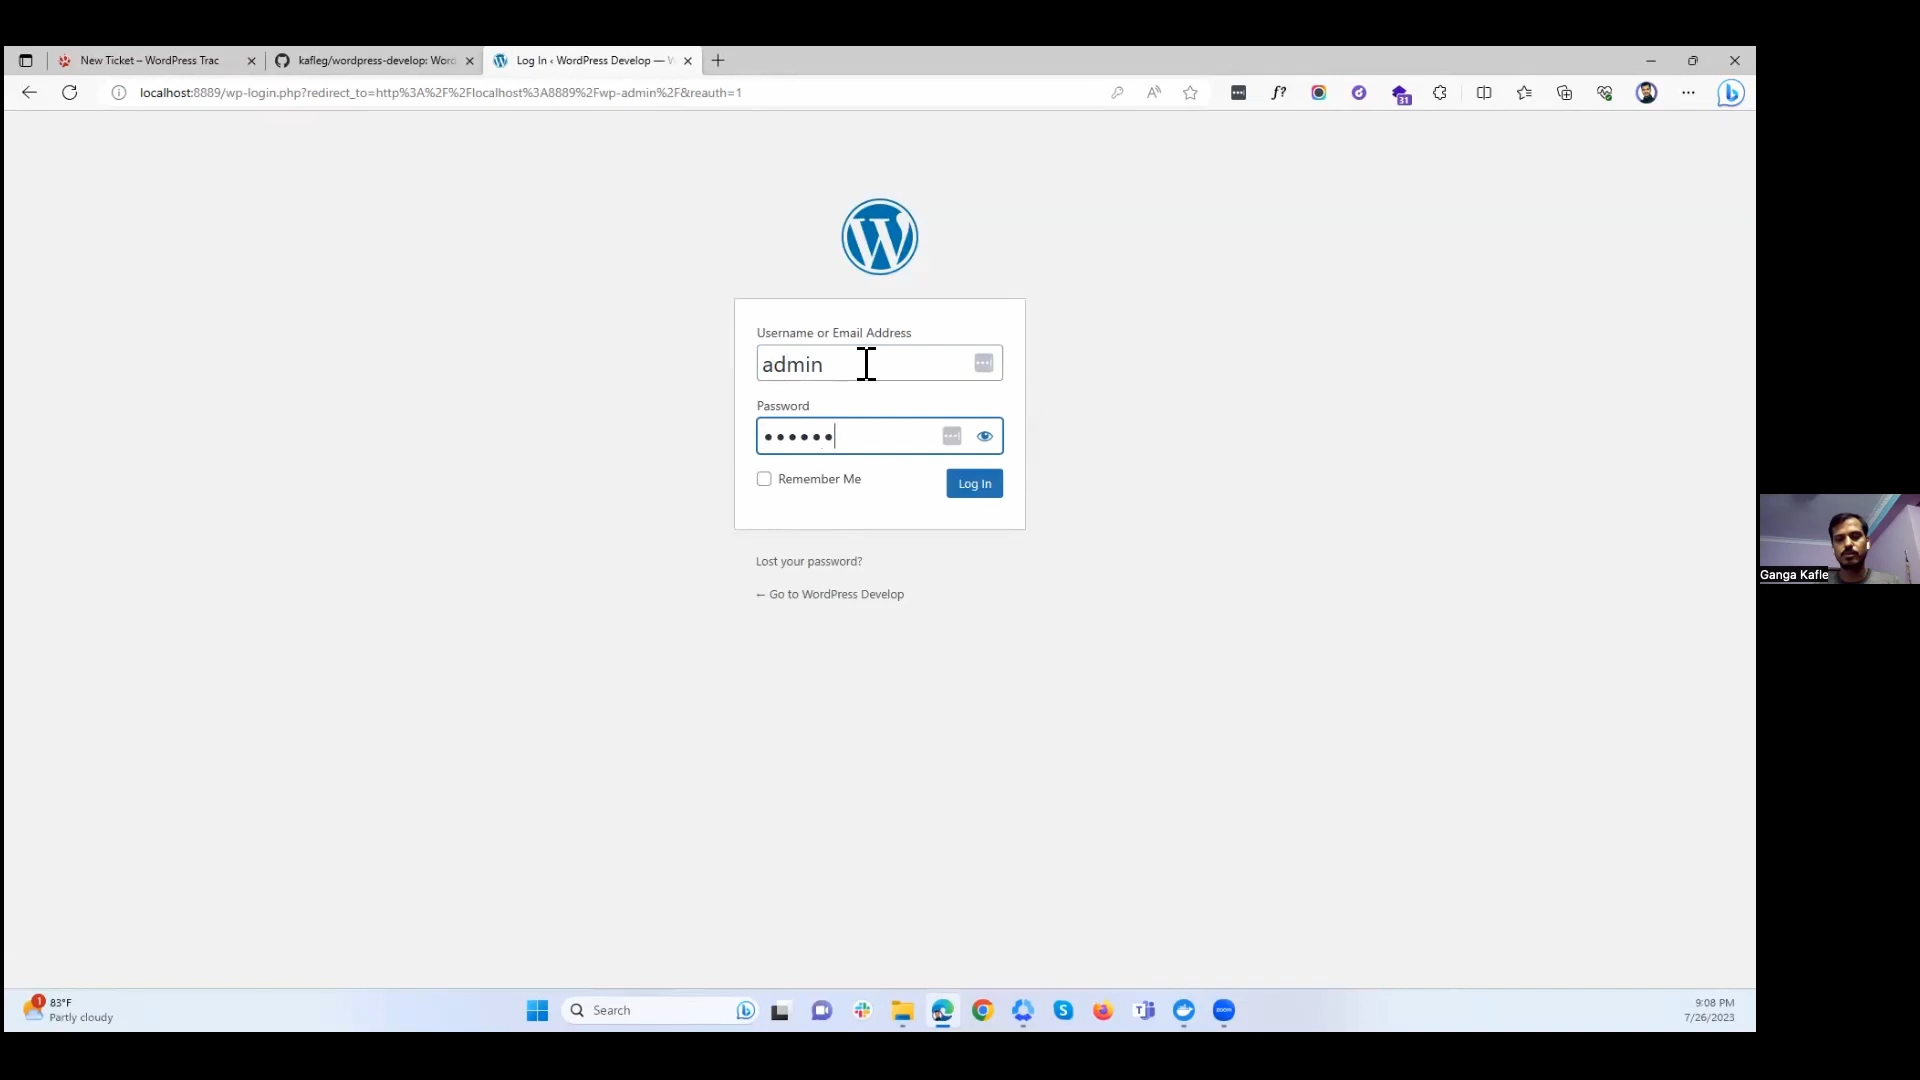 New Ticket – WordPress Trac
kafleg/wordpress-develop: Word
Log In ‹ WordPress Develop — W
localhost:8889/wp-login.php?redirect_to=http%3A%2F%2Flocalhost%3A8889%2Fwp-admin%2F&reauth=1
31
Username or Email Address
admin
Password
Remember Me
Log In
Lost your password?
← Go to WordPress Develop
Ganga Kafle
1
83°F
Partly cloudy
Search
zoom
9:08 PM
7/26/2023